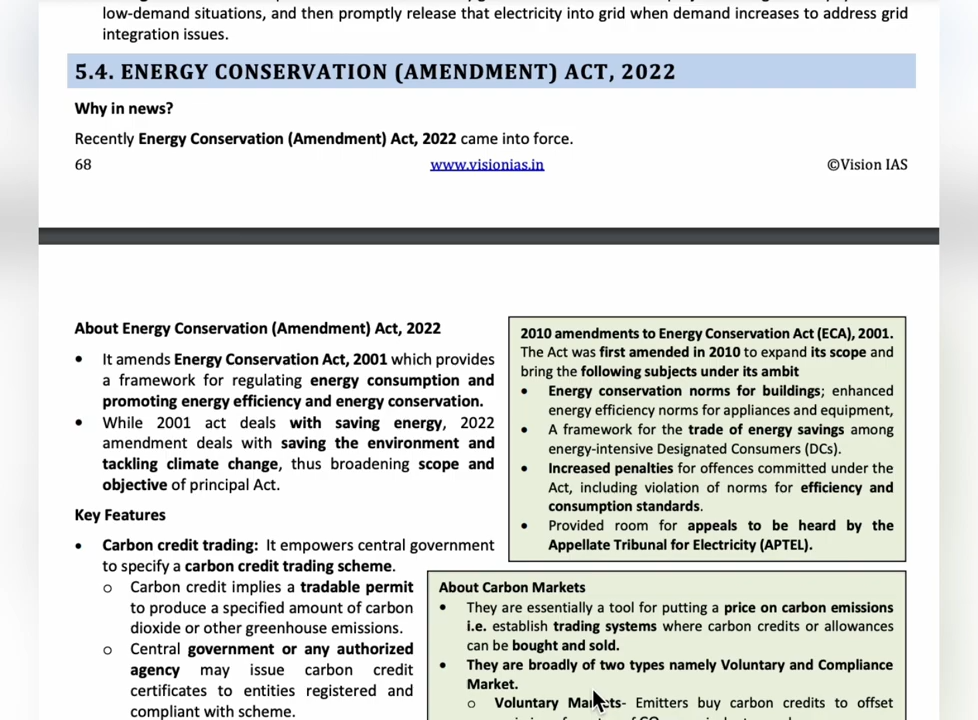 low-demand situations, and then promptly release that electricity into grid when demand increases to address grid
integration issues.
5.4. ENERGY CONSERVATION (AMENDMENT) ACT, 2022
Why in news?
Recently Energy Conservation (Amendment) Act, 2022 came into force.
68 www.visionias.in ©Vision IAS
About Energy Conservation (Amendment) Act, 2022
• It amends Energy Conservation Act, 2001 which provides
a framework for regulating energy consumption and
promoting energy efficiency and energy conservation.
• While 2001 act deals with saving energy, 2022
amendment deals with saving the environment and
tackling climate change, thus broadening scope and
objective of principal Act.
Key Features
• Carbon credit trading: It empowers central government
to specify a carbon credit trading scheme.
o Carbon credit implies a tradable permit
to produce a specified amount of carbon
dioxide or other greenhouse emissions.
o Central government or any authorized
agency may issue carbon credit
certificates to entities registered and
compliant with scheme.
2010 amendments to Energy Conservation Act (ECA), 2001.
The Act was first amended in 2010 to expand its scope and
bring the following subjects under its ambit
• Energy conservation norms for buildings; enhanced
energy efficiency norms for appliances and equipment,
• A framework for the trade of energy savings among
energy-intensive Designated Consumers (DCs).
• Increased penalties for offences committed under the
Act, including violation of norms for efficiency and
consumption standards.
• Provided room for appeals to be heard by the
Appellate Tribunal for Electricity (APTEL).
About Carbon Markets
• They are essentially a tool for putting a price on carbon emissions
i.e. establish trading systems where carbon credits or allowances
can be bought and sold.
• They are broadly of two types namely Voluntary and Compliance
Market.
o Voluntary Markets- Emitters buy carbon credits to offset